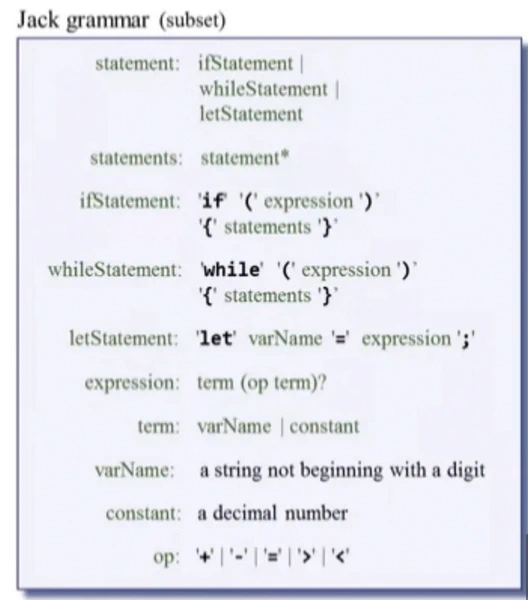 Jack grammar (subset)
statement: ifStatement |
whileStatement |
letStatement
statements: statement*
ifStatement: 'if' '(' expression ')'
'{' statements '}'
whileStatement: 'while' '(' expression ')'
'{' statements '}'
letStatement: 'let' varName '=' expression ';'
expression: term (op term)?
term: varName | constant
varName: a string not beginning with a digit
constant: a decimal number
op: '+' | '-' | '=' | '>' | '<'